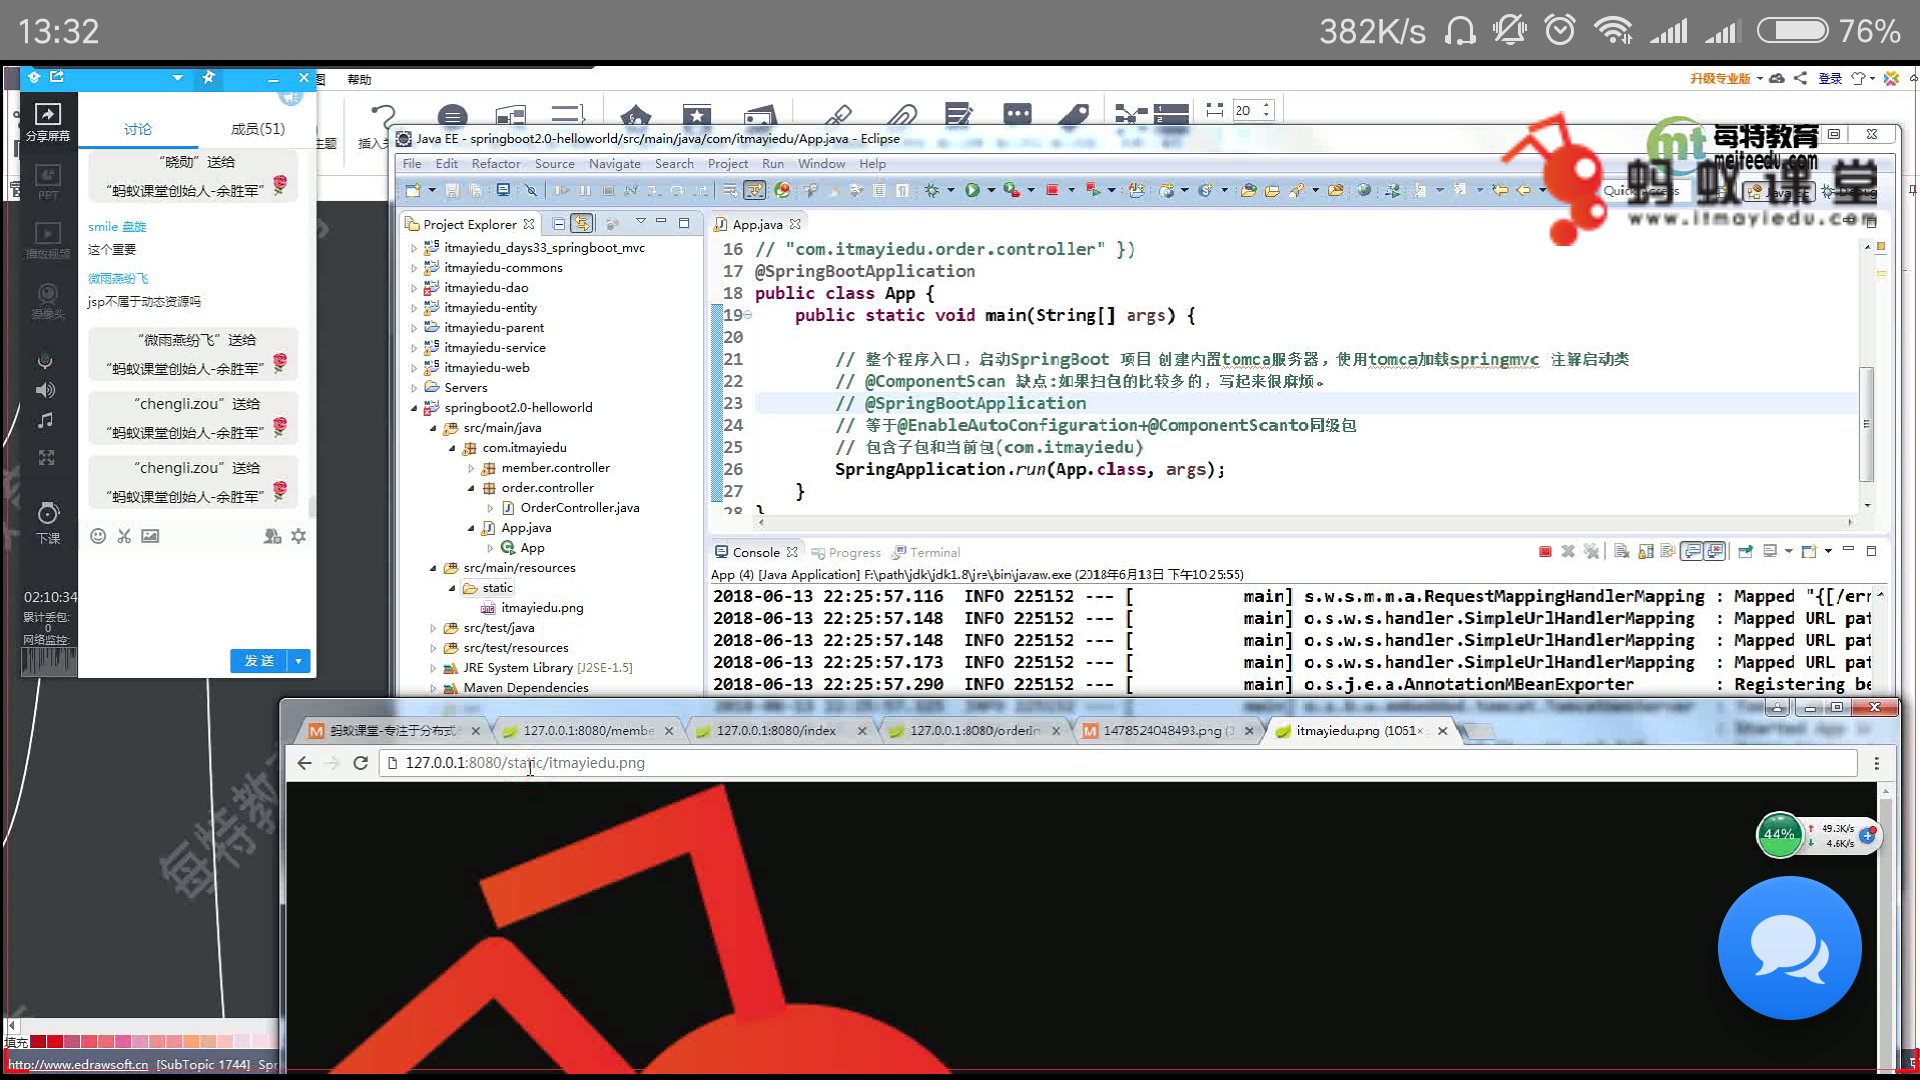 13:32
382K/s
76%
帮助
升级专业版
登录
20
分享屏幕
PPT
播放视频
摄像头
下课
02:10:34
累计丢包:
0
网络监控:
讨论
成员(51)
“晓勋” 送给
“蚂蚁课堂创始人-余胜军”
smile 盘旋
这个重要
微雨燕纷飞
jsp不属于动态资源吗
“微雨燕纷飞” 送给
“蚂蚁课堂创始人-余胜军”
“chengli.zou” 送给
“蚂蚁课堂创始人-余胜军”
“chengli.zou” 送给
“蚂蚁课堂创始人-余胜军”
发送
Java EE - springboot2.0-helloworld/src/main/java/com/itmayiedu/App.java - Eclipse
File Edit Refactor Source Navigate Search Project Run Window Help
每特教育
meiteedu.com
蚂蚁课堂
www.itmayiedu.com
Project Explorer
itmayiedu_days33_springboot_mvc
itmayiedu-commons
itmayiedu-dao
itmayiedu-entity
itmayiedu-parent
itmayiedu-service
itmayiedu-web
Servers
springboot2.0-helloworld
src/main/java
com.itmayiedu
member.controller
order.controller
OrderController.java
App.java
App
src/main/resources
static
itmayiedu.png
src/test/java
src/test/resources
JRE System Library [J2SE-1.5]
Maven Dependencies
App.java
16 // "com.itmayiedu.order.controller" })
17 @SpringBootApplication
18 public class App {
19 public static void main(String[] args) {
20
21 // 整个程序入口，启动SpringBoot 项目 创建内置tomca服务器，使用tomca加载springmvc 注解启动类
22 // @ComponentScan 缺点:如果扫包的比较多的，写起来很麻烦。
23 // @SpringBootApplication
24 // 等于@EnableAutoConfiguration+@ComponentScanto同级包
25 // 包含子包和当前包(com.itmayiedu)
26 SpringApplication.run(App.class, args);
27 }
28 }
Console Progress Terminal
App (4) [Java Application] F:\path\jdk\jdk1.8\jre\bin\javaw.exe (2018年6月13日 下午10:25:55)
2018-06-13 22:25:57.116 INFO 225152 --- [ main] s.w.s.m.m.a.RequestMappingHandlerMapping : Mapped "{[/err
2018-06-13 22:25:57.148 INFO 225152 --- [ main] o.s.w.s.handler.SimpleUrlHandlerMapping : Mapped URL pat
2018-06-13 22:25:57.148 INFO 225152 --- [ main] o.s.w.s.handler.SimpleUrlHandlerMapping : Mapped URL pat
2018-06-13 22:25:57.173 INFO 225152 --- [ main] o.s.w.s.handler.SimpleUrlHandlerMapping : Mapped URL pat
2018-06-13 22:25:57.290 INFO 225152 --- [ main] o.s.j.e.a.AnnotationMBeanExporter : Registering be
蚂蚁课堂-专注于分布式
127.0.0.1:8080/membe
127.0.0.1:8080/index
127.0.0.1:8080/orderIn
1478524048493.png (1
itmayiedu.png (1051×
127.0.0.1:8080/static/itmayiedu.png
44%
49.3K/s
4.6K/s
每特教
填充
http://www.edrawsoft.cn [SubTopic 1744] Spr